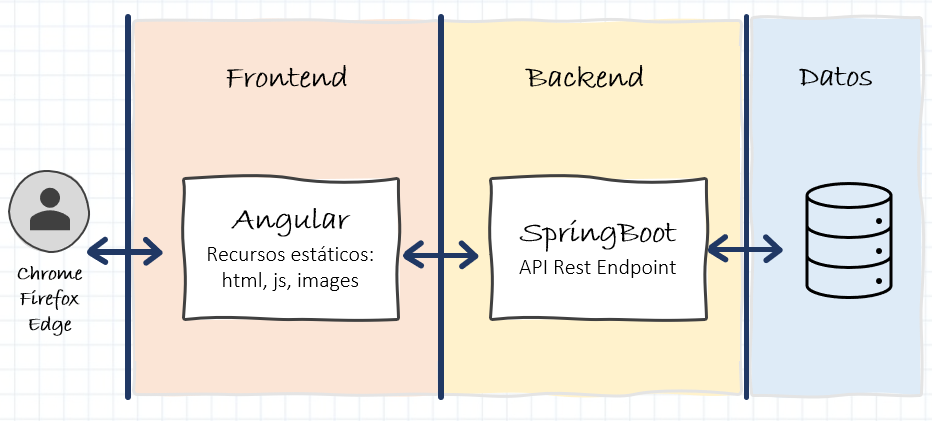 Frontend
Backend
Datos
Angular
Recursos estáticos:
html, js, images
SpringBoot
API Rest Endpoint
Chrome
Firefox
Edge